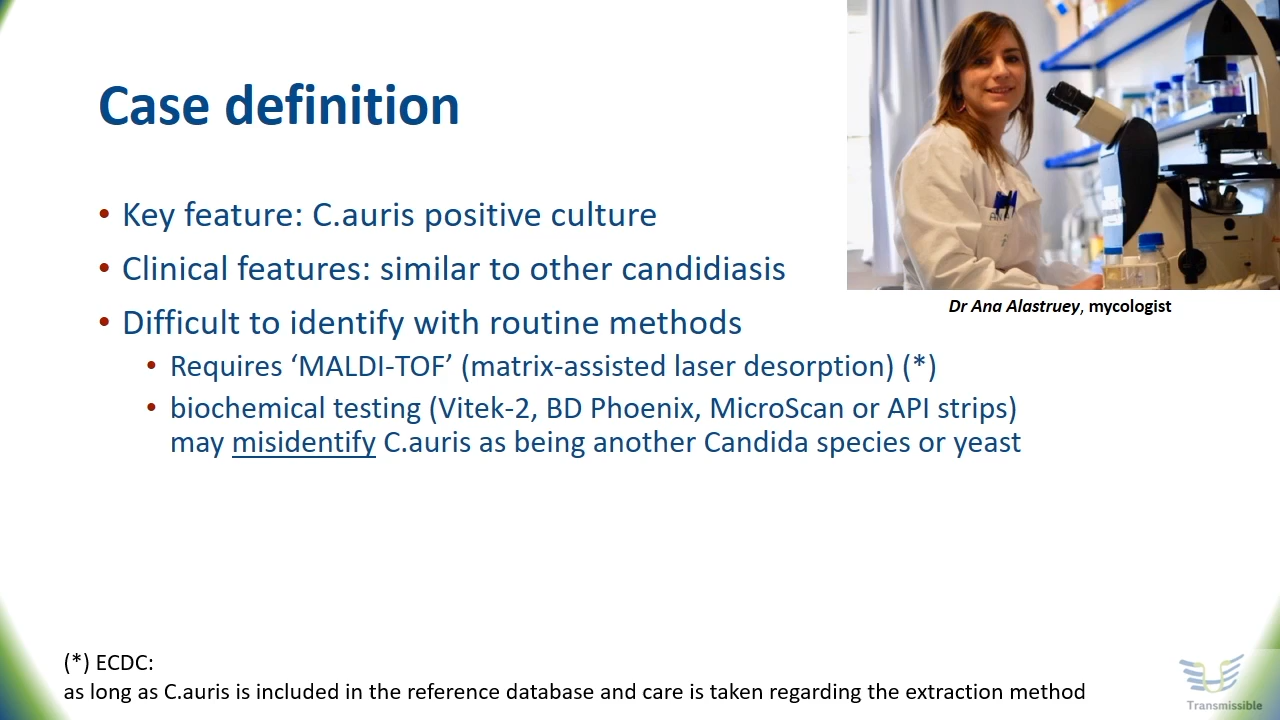 Case definition
• Key feature: C.auris positive culture
• Clinical features: similar to other candidiasis
• Difficult to identify with routine methods
• Requires ‘MALDI-TOF’ (matrix-assisted laser desorption) (*)
• biochemical testing (Vitek-2, BD Phoenix, MicroScan or API strips)
may misidentify C.auris as being another Candida species or yeast
Dr Ana Alastruey, mycologist
(*) ECDC:
as long as C.auris is included in the reference database and care is taken regarding the extraction method
Transmissible